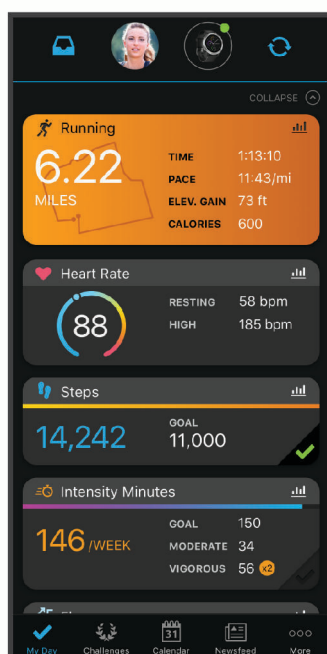 COLLAPSE
Running
6.22
MILES
TIME 1:13:10
PACE 11:43/mi
ELEV. GAIN 73 ft
CALORIES 600
Heart Rate
88
RESTING 58 bpm
HIGH 185 bpm
Steps
14,242
GOAL
11,000
Intensity Minutes
146 /WEEK
GOAL 150
MODERATE 34
VIGOROUS 56 x2
31
My Day Challenges Calendar Newsfeed More